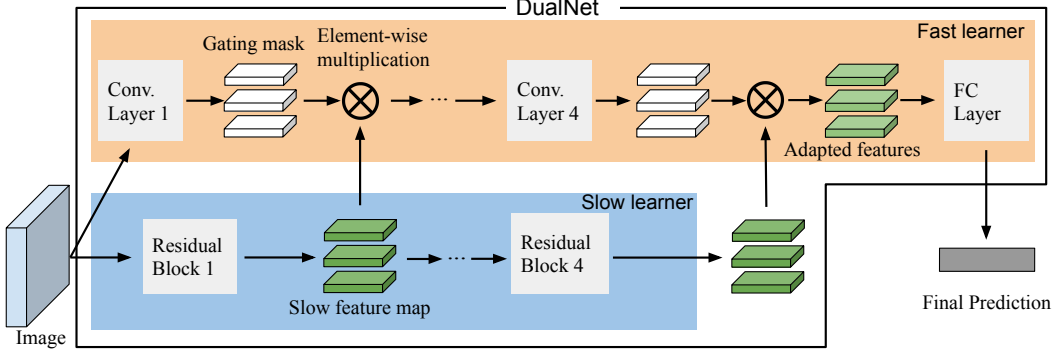 DualNet
Fast learner
Gating mask
Element-wise
multiplication
Conv.
Layer 1
...
Conv.
Layer 4
FC
Layer
Adapted features
Slow learner
Residual
Block 1
...
Residual
Block 4
Slow feature map
Image
Final Prediction